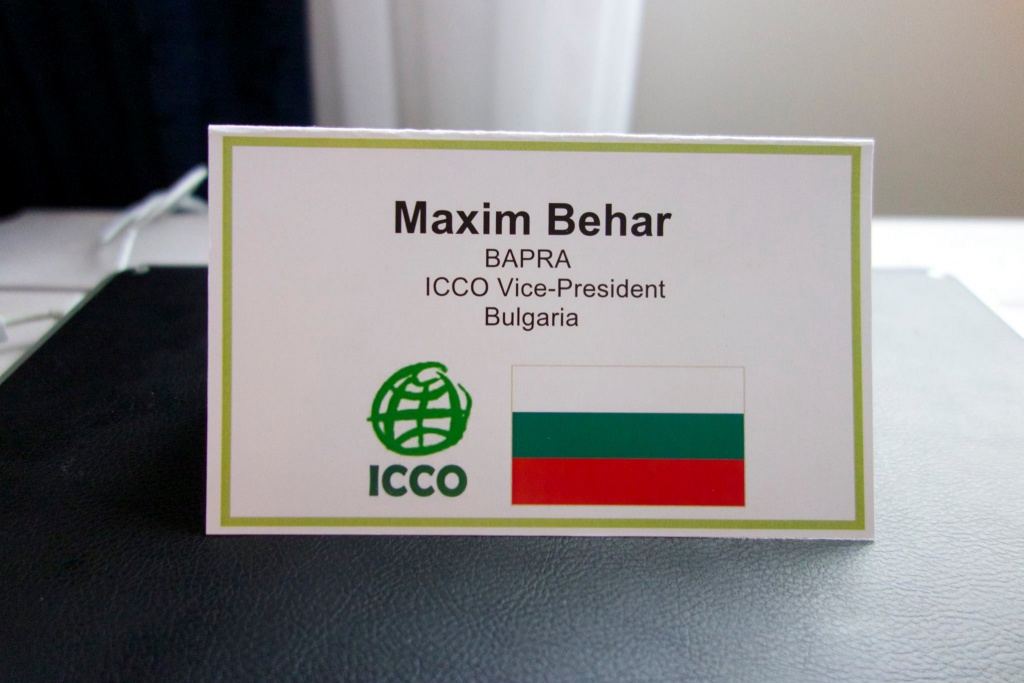 Maxim Behar
BAPRA
ICCO Vice-President
Bulgaria
ICCO